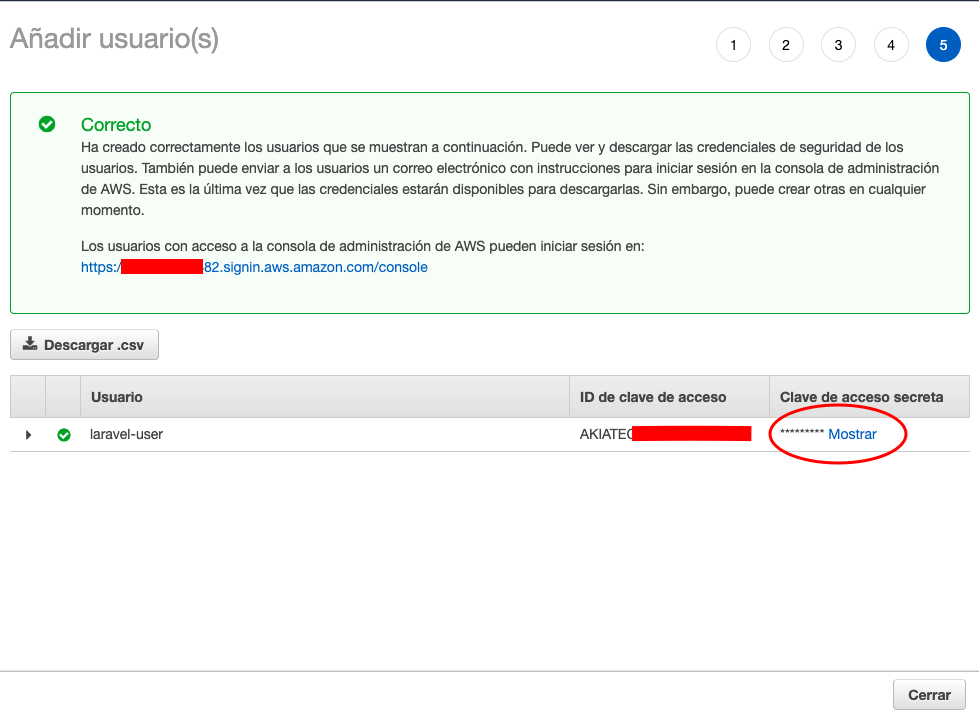 Añadir usuario(s)
1 2 3 4 5
Correcto
Ha creado correctamente los usuarios que se muestran a continuación. Puede ver y descargar las credenciales de seguridad de los
usuarios. También puede enviar a los usuarios un correo electrónico con instrucciones para iniciar sesión en la consola de administración
de AWS. Esta es la última vez que las credenciales estarán disponibles para descargarlas. Sin embargo, puede crear otras en cualquier
momento.
Los usuarios con acceso a la consola de administración de AWS pueden iniciar sesión en:
https:/82.signin.aws.amazon.com/console
Descargar .csv
Usuario ID de clave de acceso Clave de acceso secreta
laravel-user AKIATEC ********* Mostrar
Cerrar